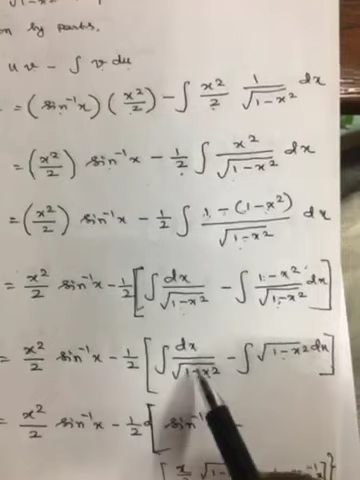 √1-x²
on by parts.
u v - ∫ v du
= (sin⁻¹x) (x²/2) - ∫ x²/2 1/√(1-x²) dx
= (x²/2) sin⁻¹x - 1/2 ∫ x²/√(1-x²) dx
= (x²/2) sin⁻¹x - 1/2 ∫ (1-(1-x²))/√(1-x²) dx
= x²/2 sin⁻¹x - 1/2 [∫ dx/√(1-x²) - ∫ (1-x²)/√(1-x²) dx]
= x²/2 sin⁻¹x - 1/2 [∫ dx/√(1-x²) - ∫ √(1-x²) dx]
= x²/2 sin⁻¹x - 1/2 [sin⁻¹ -